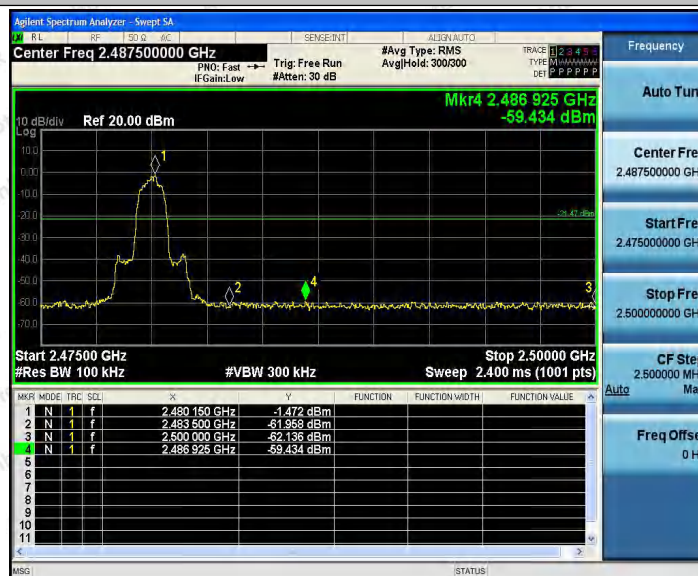 Agilent Spectrum Analyzer - Swept SA
RL RF 50 Ω AC SENSE:INT ALIGN AUTO
Center Freq 2.487500000 GHz
PNO: Fast
IFGain:Low
Trig: Free Run
#Atten: 30 dB
#Avg Type: RMS
Avg|Hold: 300/300
TRACE 1 2 3 4 5 6
TYPE
DET P P P P P P
Mkr4 2.486 925 GHz
-59.434 dBm
10 dB/div Ref 20.00 dBm
Log
10.0
0.00
-10.0
-20.0
-30.0
-40.0
-50.0
-60.0
-70.0
1
2
4
3
-21.47 dBm
Start 2.47500 GHz Stop 2.50000 GHz
#Res BW 100 kHz #VBW 300 kHz Sweep 2.400 ms (1001 pts)
MKR MODE TRC SCL X Y FUNCTION FUNCTION WIDTH FUNCTION VALUE
1 N 1 f 2.480 150 GHz -1.472 dBm
2 N 1 f 2.483 500 GHz -61.958 dBm
3 N 1 f 2.500 000 GHz -62.136 dBm
4 N 1 f 2.486 925 GHz -59.434 dBm
5
6
7
8
9
10
11
MSG STATUS
Frequency
Auto Tun
Center Fre
2.487500000 GH
Start Fre
2.475000000 GH
Stop Fre
2.500000000 GH
CF Ste
2.500000 MH
Auto Ma
Freq Offse
0 H